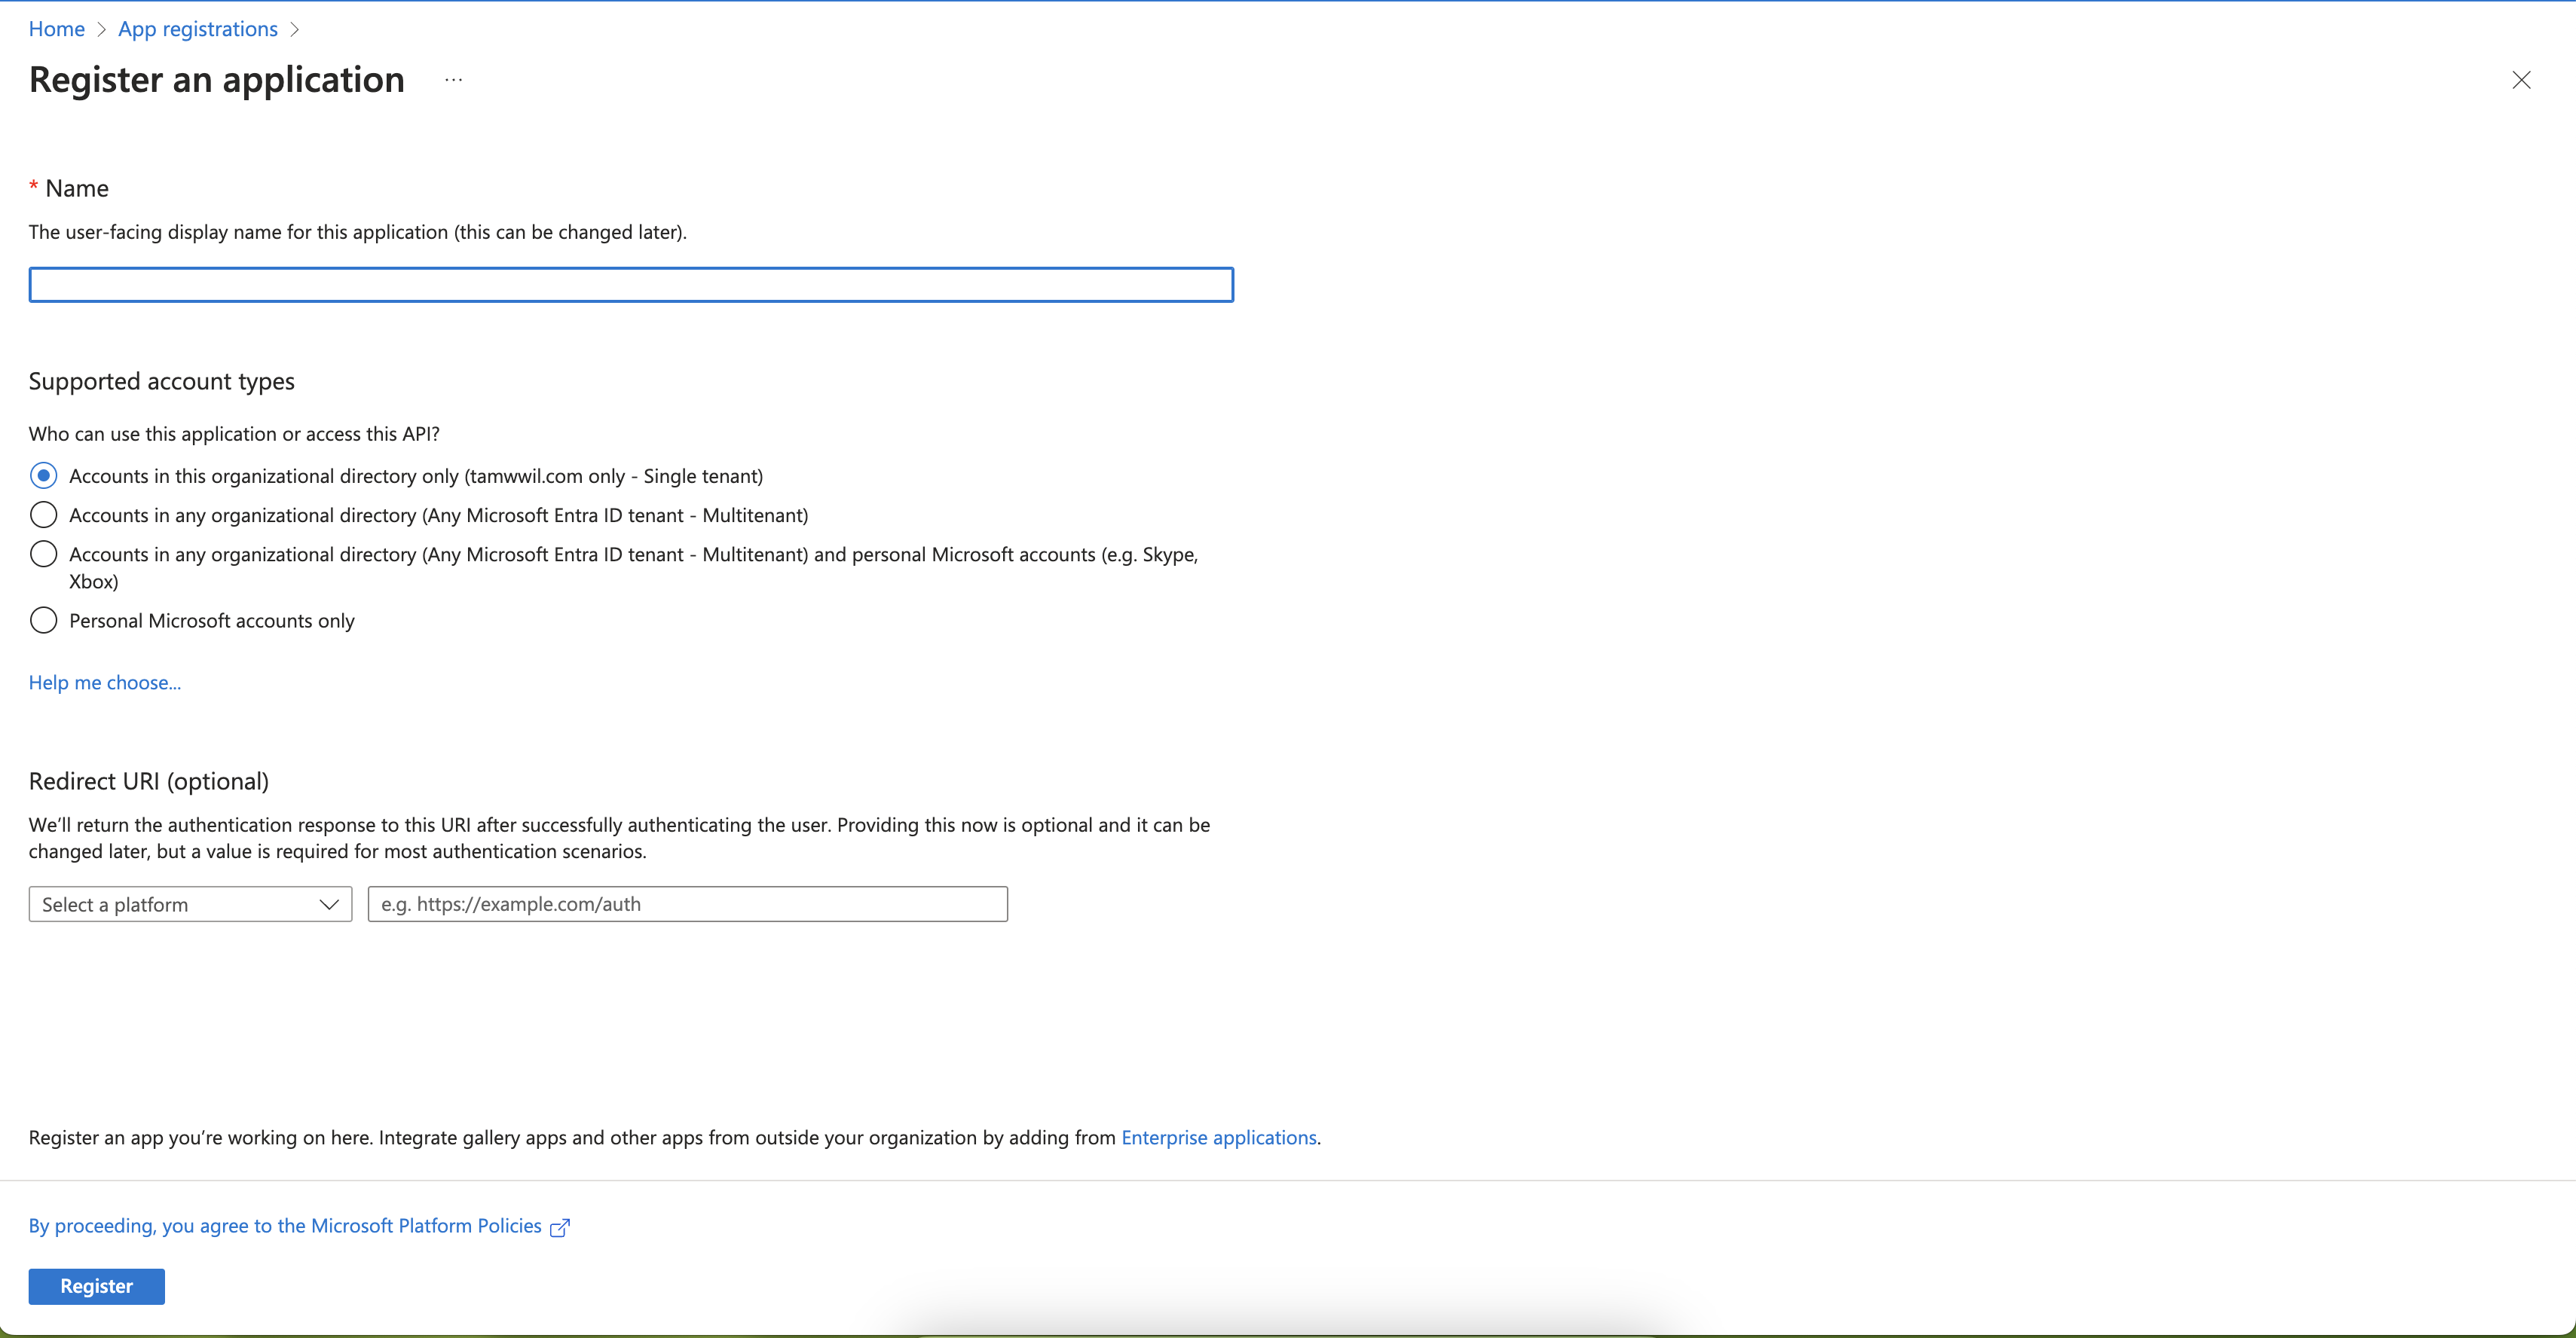 Home > App registrations >
Register an application ...
* Name
The user-facing display name for this application (this can be changed later).
Supported account types
Who can use this application or access this API?
Accounts in this organizational directory only (tamwwil.com only - Single tenant)
Accounts in any organizational directory (Any Microsoft Entra ID tenant - Multitenant)
Accounts in any organizational directory (Any Microsoft Entra ID tenant - Multitenant) and personal Microsoft accounts (e.g. Skype,
Xbox)
Personal Microsoft accounts only
Help me choose...
Redirect URI (optional)
We’ll return the authentication response to this URI after successfully authenticating the user. Providing this now is optional and it can be
changed later, but a value is required for most authentication scenarios.
Select a platform e.g. https://example.com/auth
Register an app you’re working on here. Integrate gallery apps and other apps from outside your organization by adding from Enterprise applications.
By proceeding, you agree to the Microsoft Platform Policies
Register